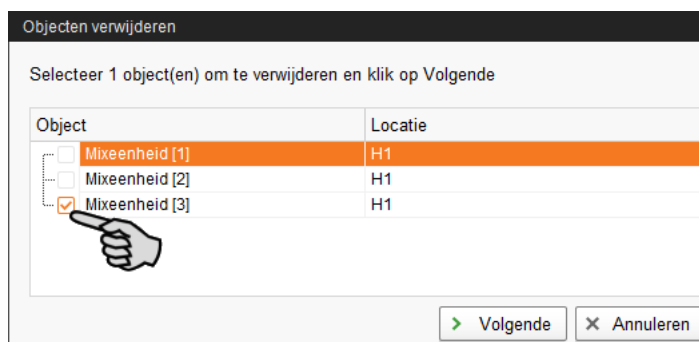 Objecten verwijderen
Selecteer 1 object(en) om te verwijderen en klik op Volgende
Object Locatie
Mixeenheid [1] H1
Mixeenheid [2] H1
Mixeenheid [3] H1
Volgende Annuleren